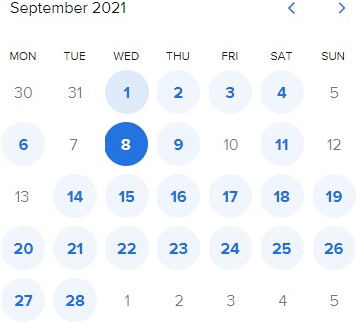 September 2021
MON TUE WED THU FRI SAT SUN
30 31 1 2 3 4 5
6 7 8 9 10 11 12
13 14 15 16 17 18 19
20 21 22 23 24 25 26
27 28 1 2 3 4 5